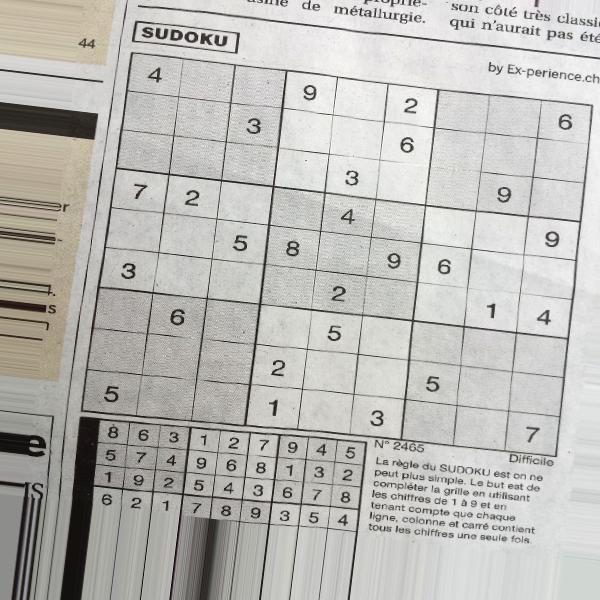 proprié-
usine de métallurgie.
son côté très classi
qui n'aurait pas été
44
SUDOKU
by Ex-perience.ch
4 9 2 6
3 6
3 9
7 2 4 9
5 8 9 6
3 2 1 4
6 5
2 5
5 1 3 7
r
s
e
IS
8 6 3 1 2 7 9 4 5
5 7 4 9 6 8 1 3 2
1 9 2 5 4 3 6 7 8
6 2 1 7 8 9 3 5 4
N° 2465
Difficile
La règle du SUDOKU est on ne
peut plus simple. Le but est de
compléter la grille en utilisant
les chiffres de 1 à 9 et en
tenant compte que chaque
ligne, colonne et carré contient
tous les chiffres une seule fois.